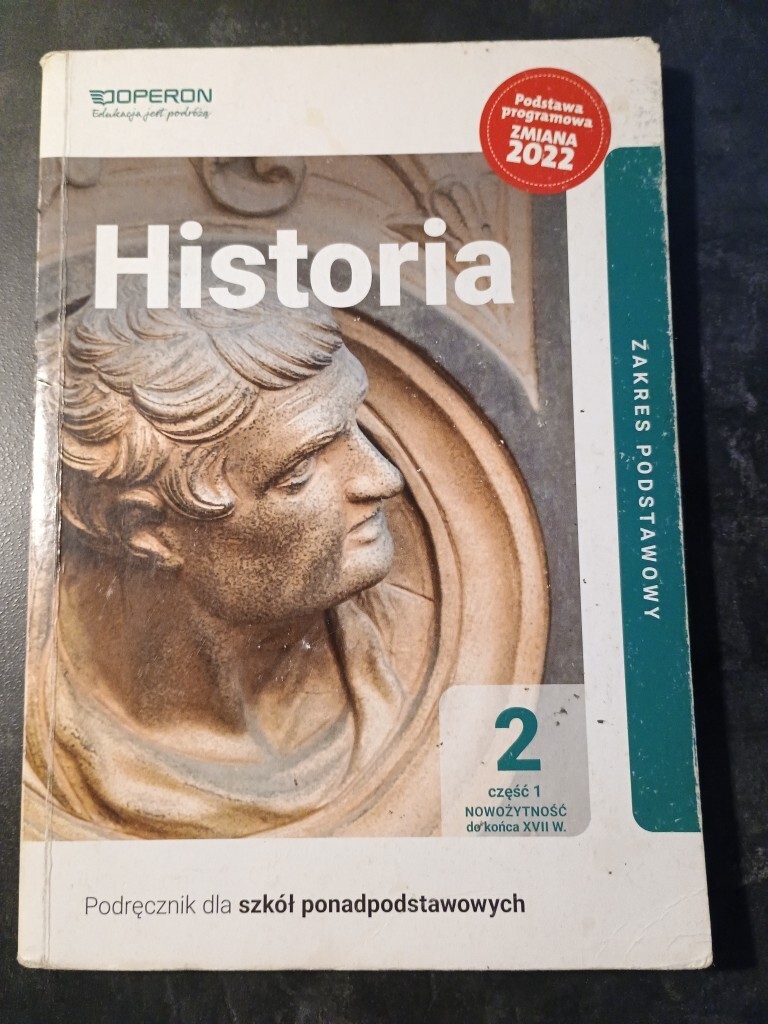 OPERON
Edukacja jest podróżą
Podstawa
programowa
ZMIANA
2022
Historia
ZAKRES PODSTAWOWY
2
część 1
NOWOŻYTNOŚĆ
do końca XVII W.
Podręcznik dla szkół ponadpodstawowych